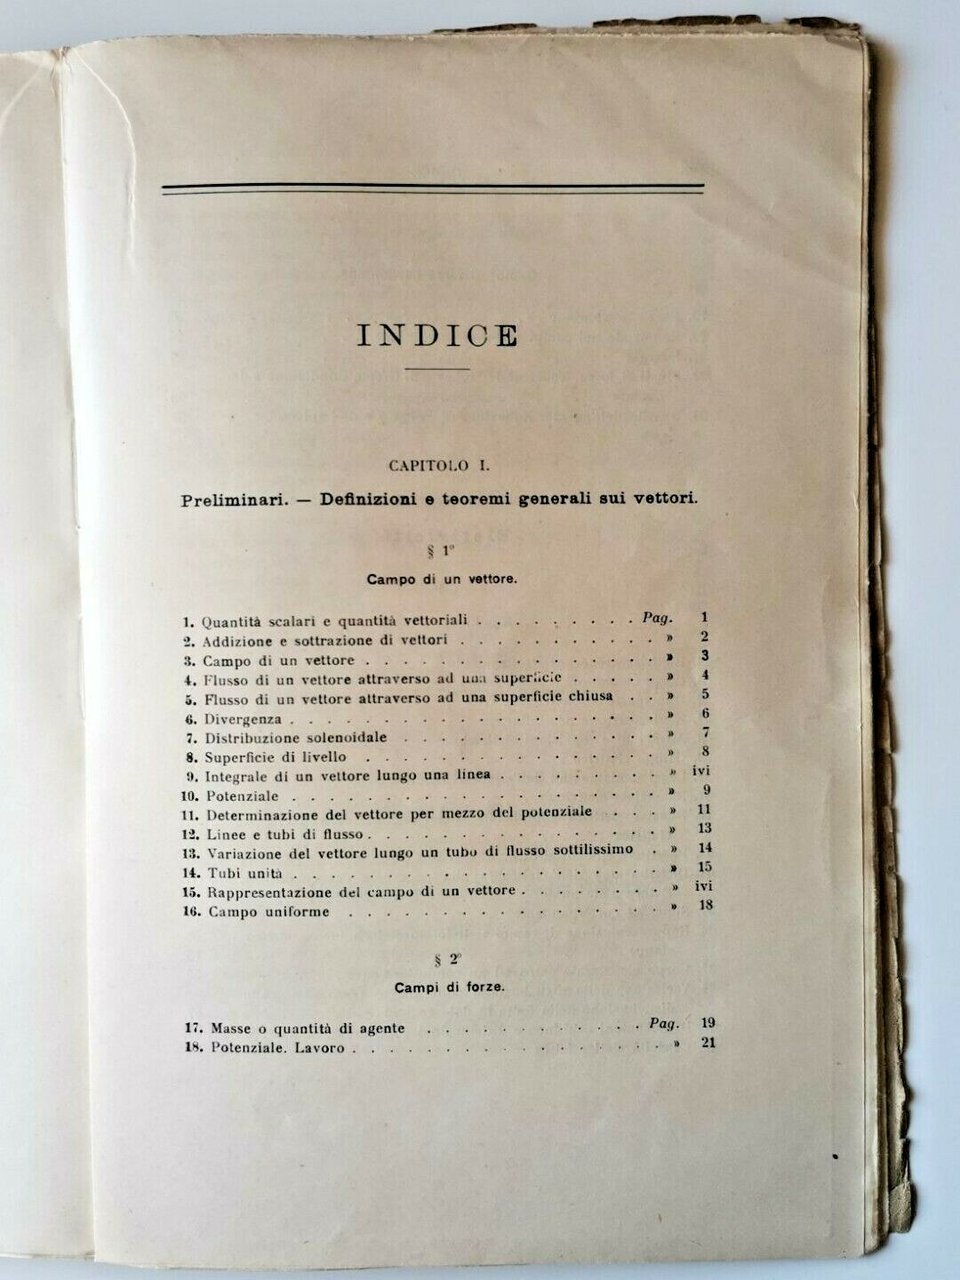 INDICE
CAPITOLO I.
Preliminari. — Definizioni e teoremi generali sui vettori.
§ 1°
Campo di un vettore.
1. Quantità scalari e quantità vettoriali . . . . . . . . . Pag. 1
2. Addizione e sottrazione di vettori . . . . . . . . . . . » 2
3. Campo di un vettore . . . . . . . . . . . . . . . . » 3
4. Flusso di un vettore attraverso ad una superficie . . . . . » 4
5. Flusso di un vettore attraverso ad una superficie chiusa . . » 5
6. Divergenza . . . . . . . . . . . . . . . . . . . . » 6
7. Distribuzione solenoidale . . . . . . . . . . . . . . » 7
8. Superficie di livello . . . . . . . . . . . . . . . . » 8
9. Integrale di un vettore lungo una linea . . . . . . . . . » ivi
10. Potenziale . . . . . . . . . . . . . . . . . . . . » 9
11. Determinazione del vettore per mezzo del potenziale . . . » 11
12. Linee e tubi di flusso . . . . . . . . . . . . . . . . » 13
13. Variazione del vettore lungo un tubo di flusso sottilissimo . » 14
14. Tubi unità . . . . . . . . . . . . . . . . . . . . » 15
15. Rappresentazione del campo di un vettore . . . . . . . . » ivi
16. Campo uniforme . . . . . . . . . . . . . . . . . » 18
§ 2°
Campi di forze.
17. Masse o quantità di agente . . . . . . . . . . . . Pag. 19
18. Potenziale. Lavoro . . . . . . . . . . . . . . . . . » 21